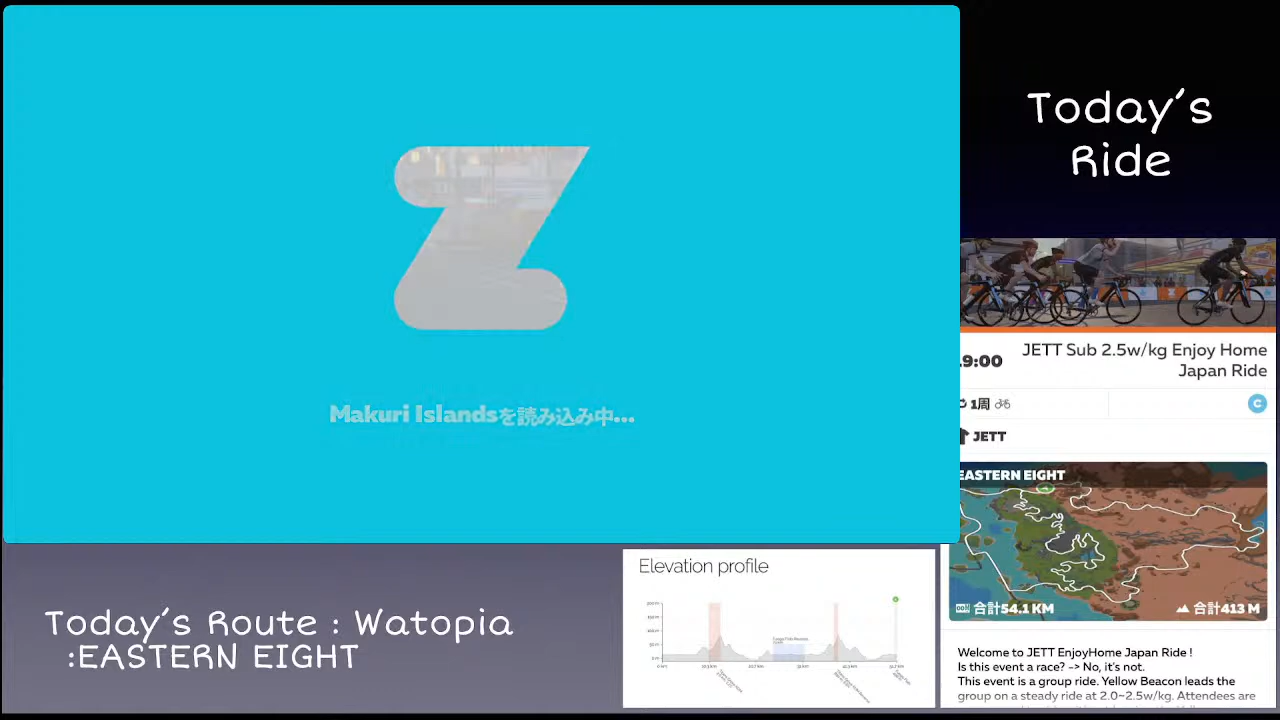 Makuri Islandsを読み込み中...
Today's
Ride
9:00
JETT Sub 2.5w/kg Enjoy Home
Japan Ride
1周
C
JETT
EASTERN EIGHT
合計54.1 KM
合計413 M
Welcome to JETT EnjoyHome Japan Ride !
Is this event a race? -> No, it's not.
This event is a group ride. Yellow Beacon leads the
group on a steady ride at 2.0~2.5w/kg. Attendees are
Today's Route : Watopia
:EASTERN EIGHT
Elevation profile
0 km